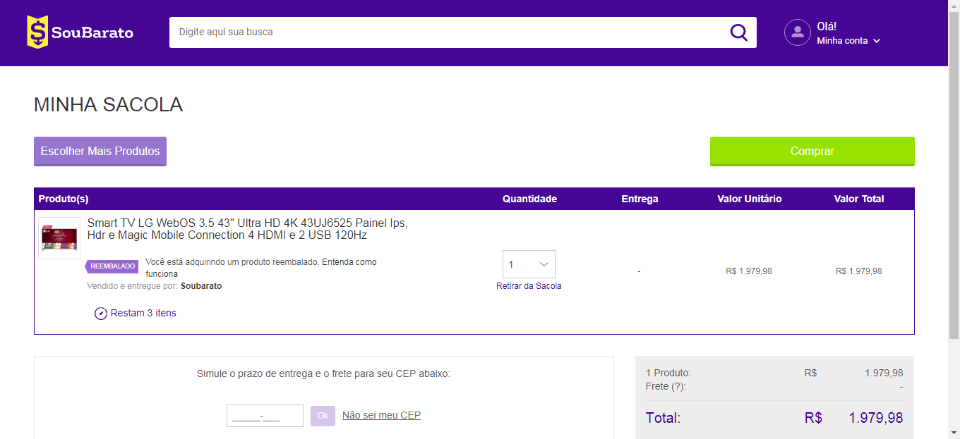 SouBarato
Digite aqui sua busca
Olá!
Minha conta
MINHA SACOLA
Escolher Mais Produtos
Comprar
Produto(s) Quantidade Entrega Valor Unitário Valor Total
Smart TV LG WebOS 3.5 43" Ultra HD 4K 43UJ6525 Painel Ips,
Hdr e Magic Mobile Connection 4 HDMI e 2 USB 120Hz
REEMBALADO Você está adquirindo um produto reembalado. Entenda como
funciona
Vendido e entregue por: Soubarato
1
Retirar da Sacola
-
R$ 1.979,98
R$ 1.979,98
Restam 3 itens
Simule o prazo de entrega e o frete para seu CEP abaixo:
_____-___ Ok Não sei meu CEP
1 Produto: R$ 1.979,98
Frete (?): -
Total: R$ 1.979,98